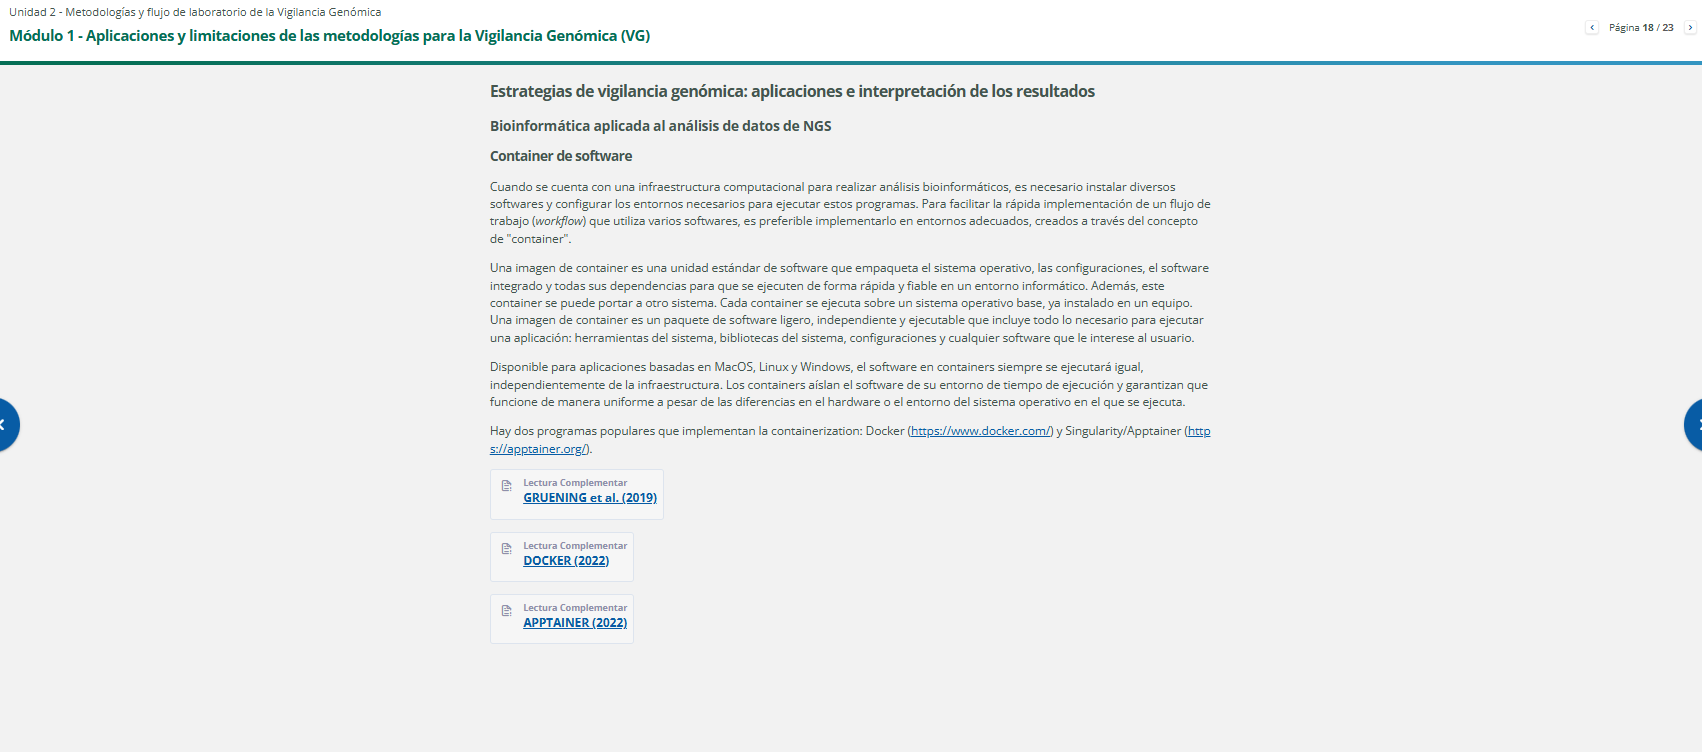 Unidad 2 - Metodologías y flujo de laboratorio de la Vigilancia Genómica
Módulo 1 - Aplicaciones y limitaciones de las metodologías para la Vigilancia Genómica (VG)
Página 18 / 23
Estrategias de vigilancia genómica: aplicaciones e interpretación de los resultados
Bioinformática aplicada al análisis de datos de NGS
Container de software
Cuando se cuenta con una infraestructura computacional para realizar análisis bioinformáticos, es necesario instalar diversos
softwares y configurar los entornos necesarios para ejecutar estos programas. Para facilitar la rápida implementación de un flujo de
trabajo (workflow) que utiliza varios softwares, es preferible implementarlo en entornos adecuados, creados a través del concepto
de "container".
Una imagen de container es una unidad estándar de software que empaqueta el sistema operativo, las configuraciones, el software
integrado y todas sus dependencias para que se ejecuten de forma rápida y fiable en un entorno informático. Además, este
container se puede portar a otro sistema. Cada container se ejecuta sobre un sistema operativo base, ya instalado en un equipo.
Una imagen de container es un paquete de software ligero, independiente y ejecutable que incluye todo lo necesario para ejecutar
una aplicación: herramientas del sistema, bibliotecas del sistema, configuraciones y cualquier software que le interese al usuario.
Disponible para aplicaciones basadas en MacOS, Linux y Windows, el software en containers siempre se ejecutará igual,
independientemente de la infraestructura. Los containers aíslan el software de su entorno de tiempo de ejecución y garantizan que
funcione de manera uniforme a pesar de las diferencias en el hardware o el entorno del sistema operativo en el que se ejecuta.
Hay dos programas populares que implementan la containerization: Docker (https://www.docker.com/) y Singularity/Apptainer (http
s://apptainer.org/).
Lectura Complementar
GRUENING et al. (2019)
Lectura Complementar
DOCKER (2022)
Lectura Complementar
APPTAINER (2022)